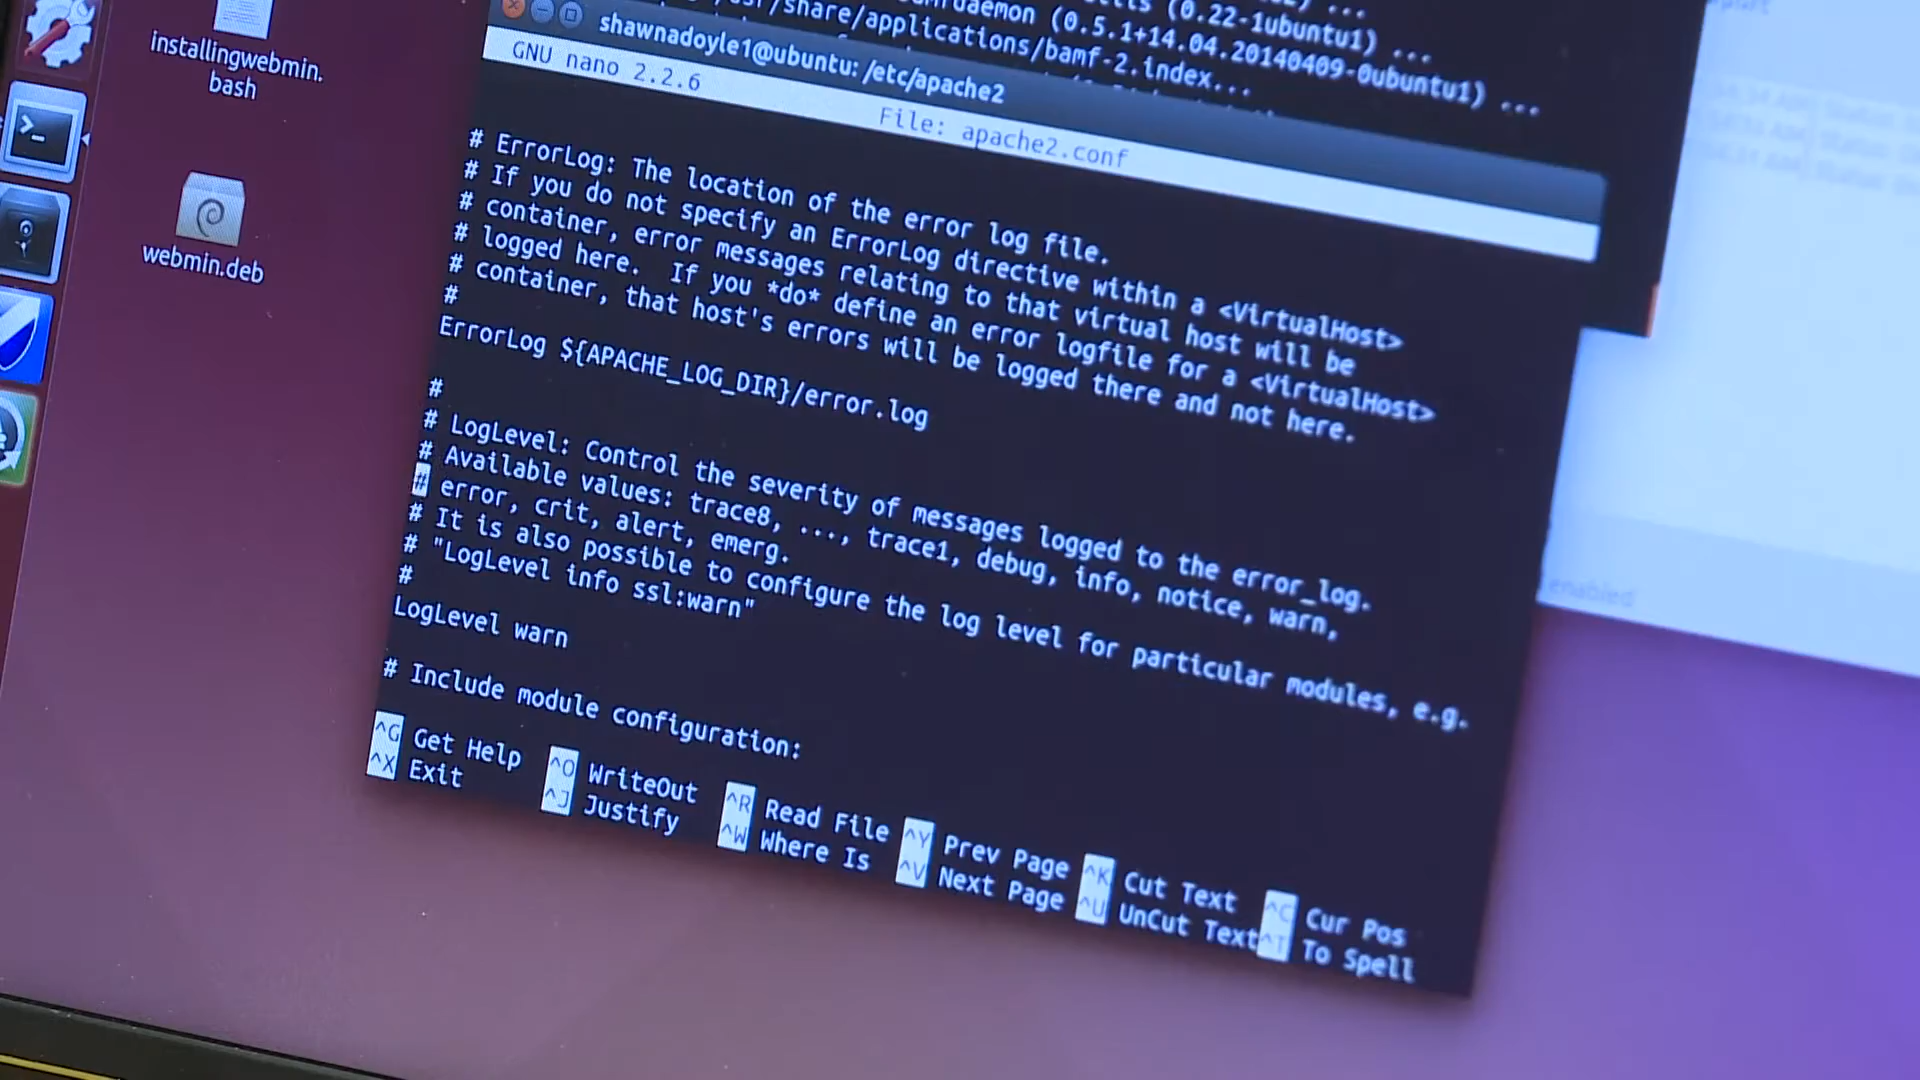 installingwebmin.
bash
webmin.deb
(0.22-1ubuntu1) ...
(0.5.1+14.04.20140409-0ubuntu1) ...
/share/applications/bamf-2.index...
shawnadoyle1@ubuntu: /etc/apache2
GNU nano 2.2.6
File: apache2.conf
# ErrorLog: The location of the error log file.
# If you do not specify an ErrorLog directive within a <VirtualHost>
# container, error messages relating to that virtual host will be
# logged here.  If you *do* define an error logfile for a <VirtualHost>
# container, that host's errors will be logged there and not here.
#
ErrorLog ${APACHE_LOG_DIR}/error.log
#
# LogLevel: Control the severity of messages logged to the error_log.
# Available values: trace8, ..., trace1, debug, info, notice, warn,
# error, crit, alert, emerg.
# It is also possible to configure the log level for particular modules, e.g.
# "LogLevel info ssl:warn"
#
LogLevel warn
# Include module configuration:
^G Get Help ^O WriteOut ^R Read File ^Y Prev Page ^K Cut Text ^C Cur Pos
^X Exit ^J Justify ^W Where Is ^V Next Page ^U UnCut Text ^T To Spell
enabled